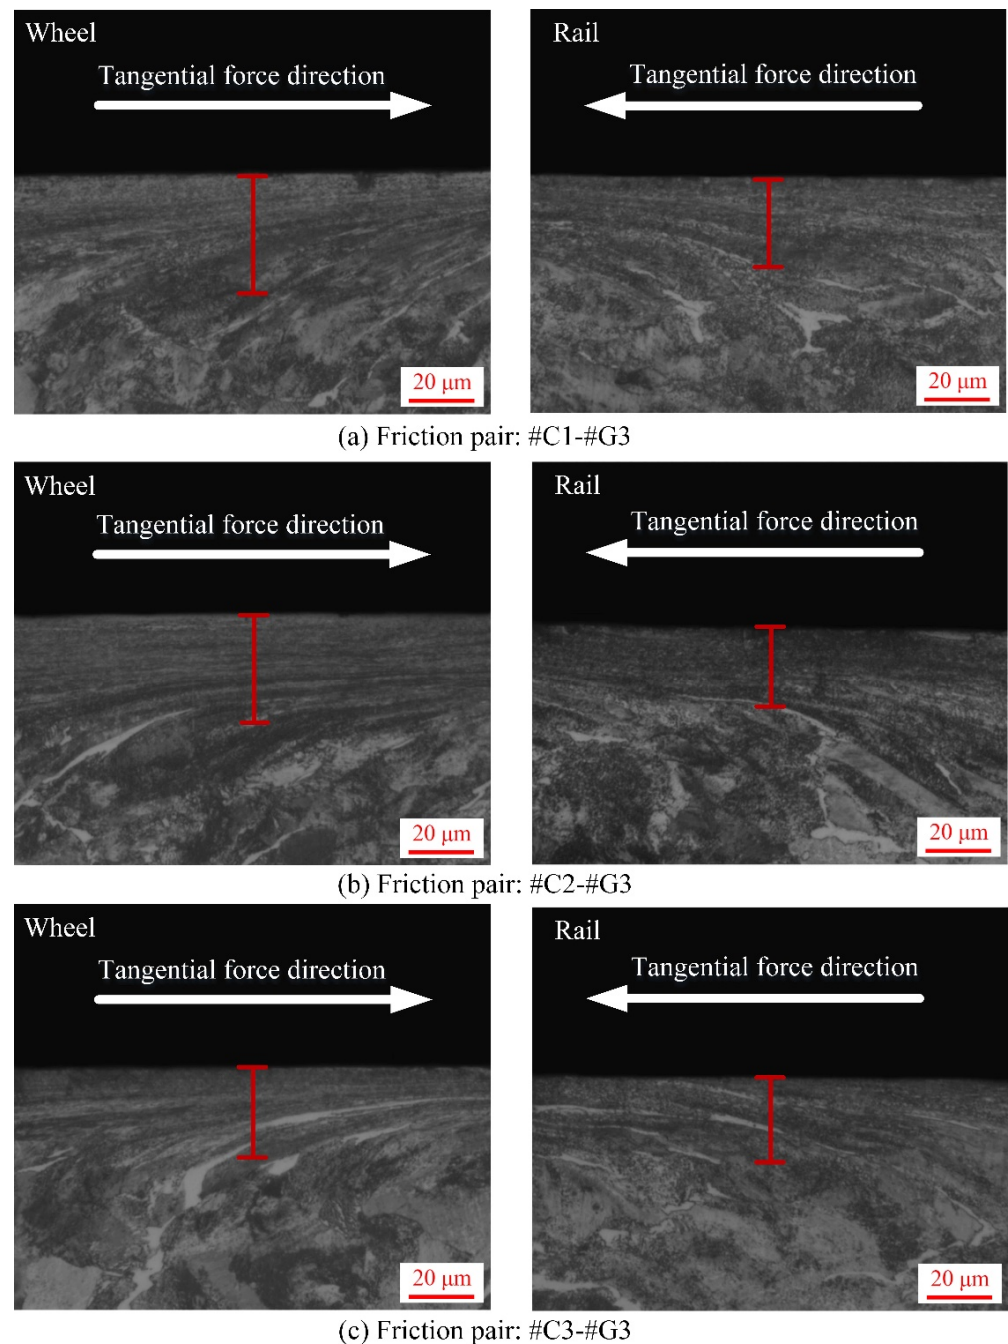 Wheel
Tangential force direction
20 μm
Rail
Tangential force direction
20 μm
(a) Friction pair: #C1-#G3
Wheel
Tangential force direction
20 μm
Rail
Tangential force direction
20 μm
(b) Friction pair: #C2-#G3
Wheel
Tangential force direction
20 μm
Rail
Tangential force direction
20 μm
(c) Friction pair: #C3-#G3